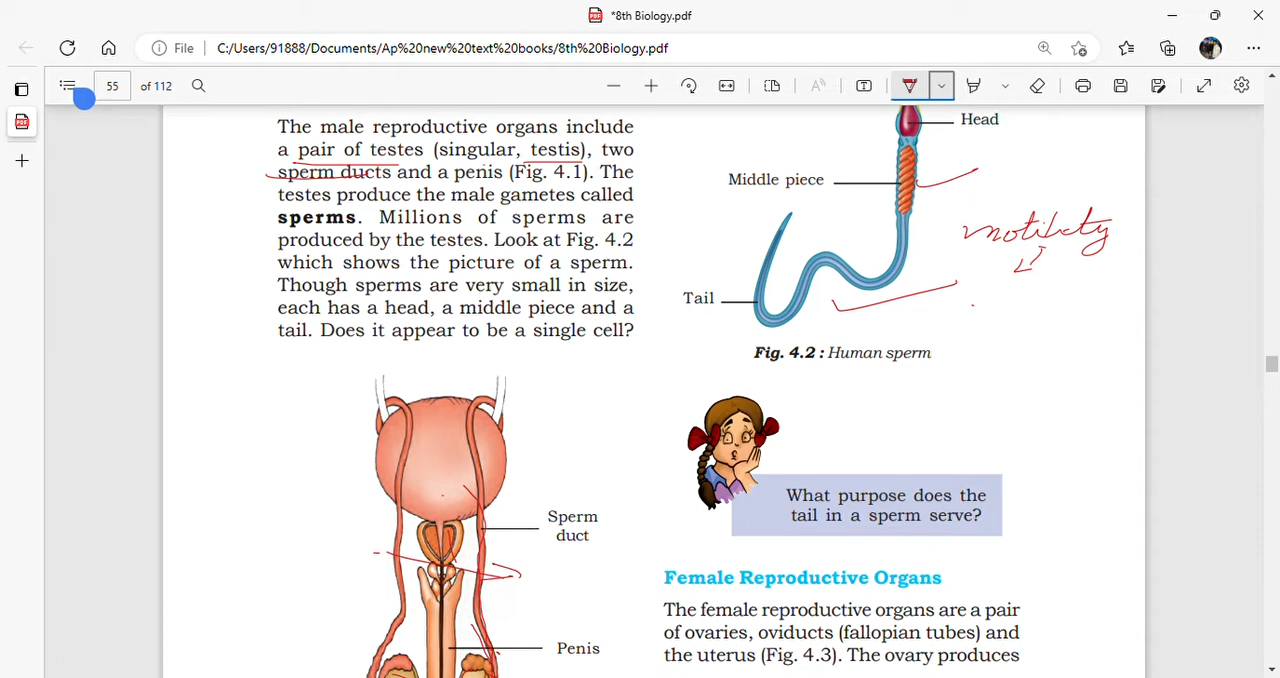 *8th Biology.pdf
File
C:/Users/91888/Documents/Ap%20new%20text%20books/8th%20Biology.pdf
55 of 112
The male reproductive organs include
a pair of testes (singular, testis), two
sperm ducts and a penis (Fig. 4.1). The
testes produce the male gametes called
sperms. Millions of sperms are
produced by the testes. Look at Fig. 4.2
which shows the picture of a sperm.
Though sperms are very small in size,
each has a head, a middle piece and a
tail. Does it appear to be a single cell?
Sperm
duct
Penis
Head
Middle piece
motility
Tail
Fig. 4.2 : Human sperm
What purpose does the
tail in a sperm serve?
Female Reproductive Organs
The female reproductive organs are a pair
of ovaries, oviducts (fallopian tubes) and
the uterus (Fig. 4.3). The ovary produces